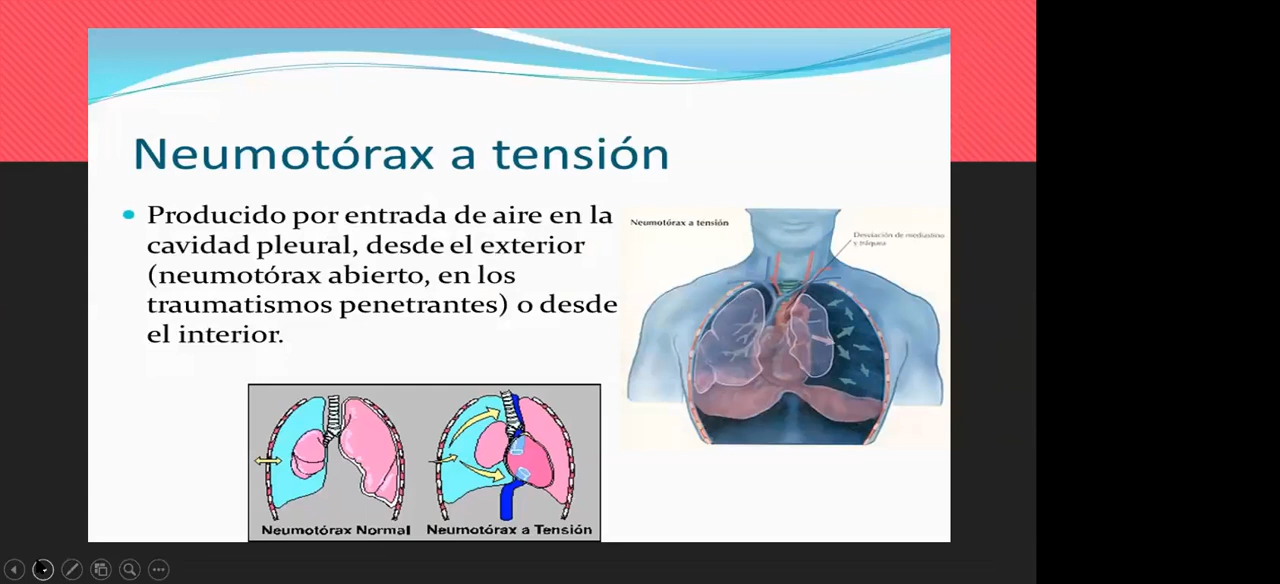 Neumotórax a tensión
Producido por entrada de aire en la
cavidad pleural, desde el exterior
(neumotórax abierto, en los
traumatismos penetrantes) o desde
el interior.
Neumotórax a tensión
Desviación de mediastino
y tráquea
Neumotórax Normal
Neumotórax a Tensión